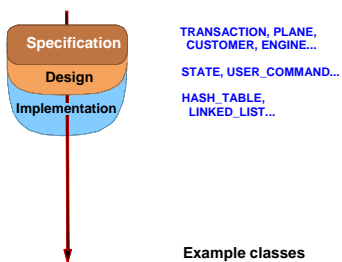 Specification
TRANSACTION, PLANE,
CUSTOMER, ENGINE...
Design
STATE, USER_COMMAND...
Implementation
HASH_TABLE,
LINKED_LIST...
Example classes